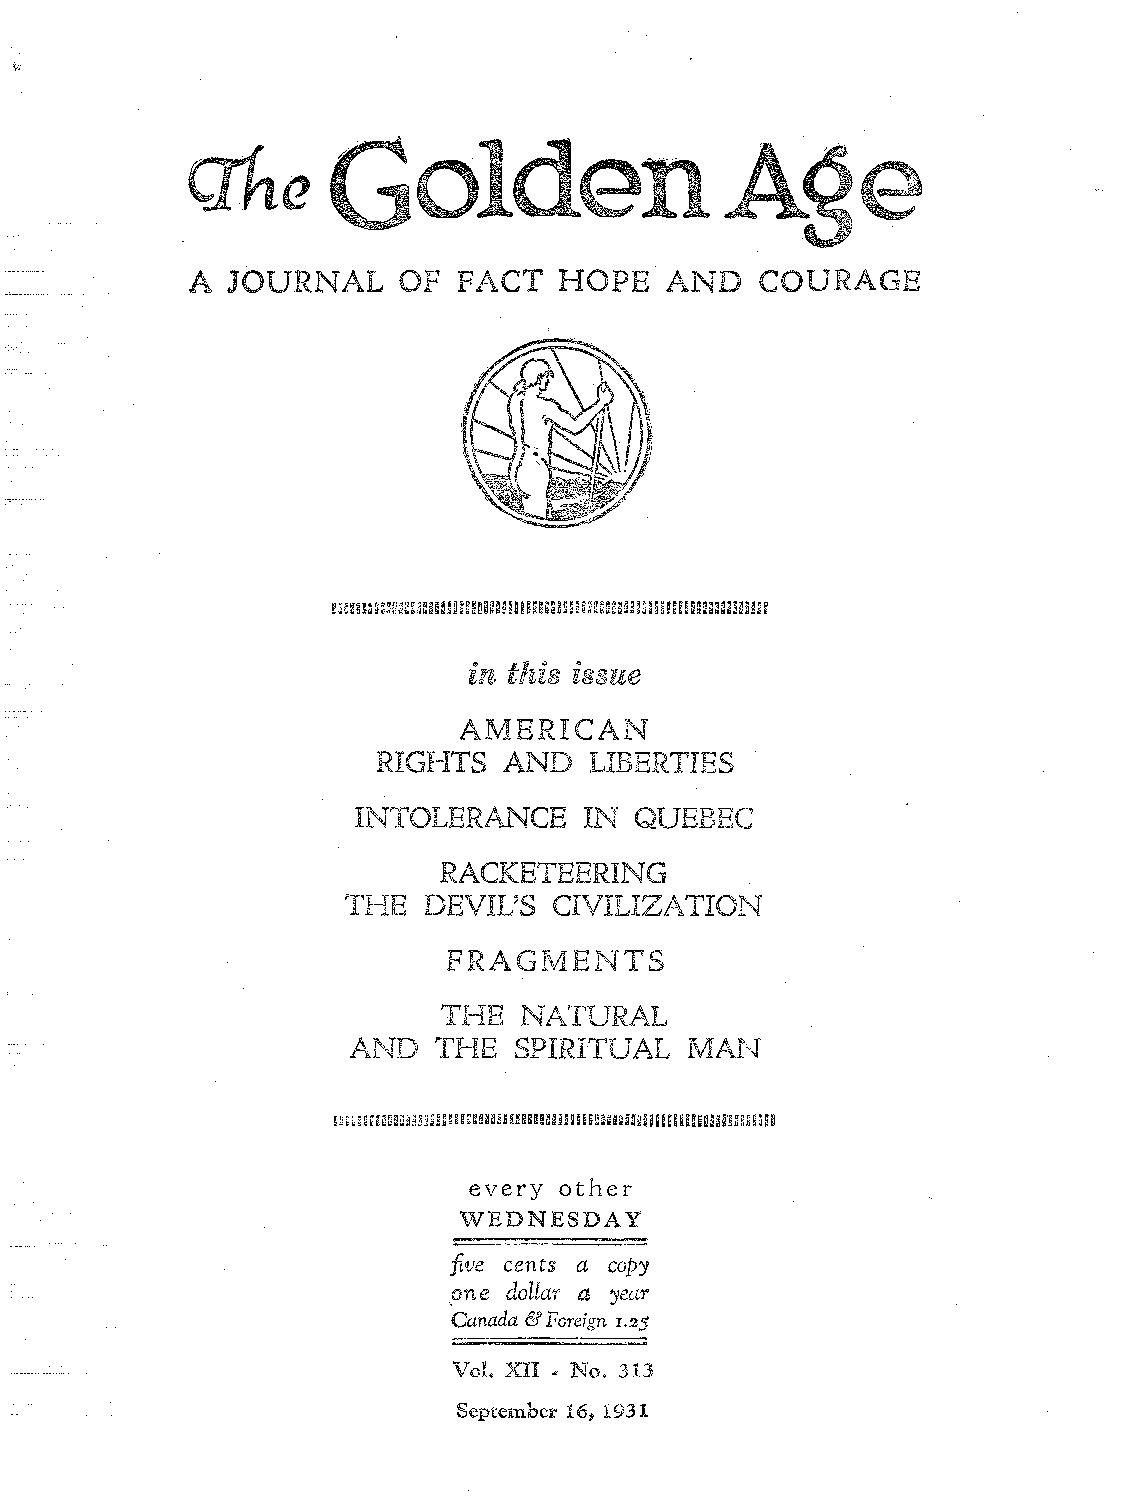 The Golden Age
A JOURNAL OF FACT HOPE AND COURAGE
in this issue
AMERICAN
RIGHTS AND LIBERTIES
INTOLERANCE IN QUEBEC
RACKETEERING
THE DEVIL'S CIVILIZATION
FRAGMENTS
THE NATURAL
AND THE SPIRITUAL MAN
every other
WEDNESDAY
five cents a copy
one dollar a year
Canada & Foreign 1.25
Vol. XII - No. 313
September 16, 1931